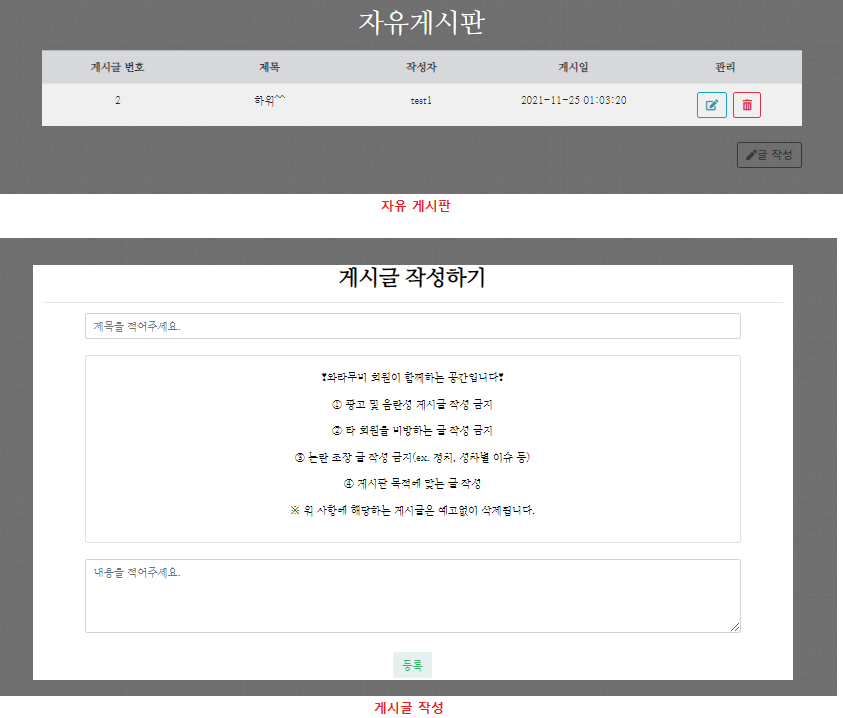 자유게시판
게시글 번호 제목 작성자 게시일 관리
2 하위^^ test1 2021-11-25 01:03:20
글 작성
자유 게시판
게시글 작성하기
제목을 적어주세요.
❣와라무비 회원이 함께하는 공간입니다❣
① 광고 및 음란성 게시글 작성 금지
② 타 회원을 비방하는 글 작성 금지
③ 논란 조장 글 작성 금지(ex. 정치, 성차별 이슈 등)
④ 게시판 목적에 맞는 글 작성
※ 위 사항에 해당하는 게시글은 예고없이 삭제됩니다.
내용을 적어주세요.
등록
게시글 작성